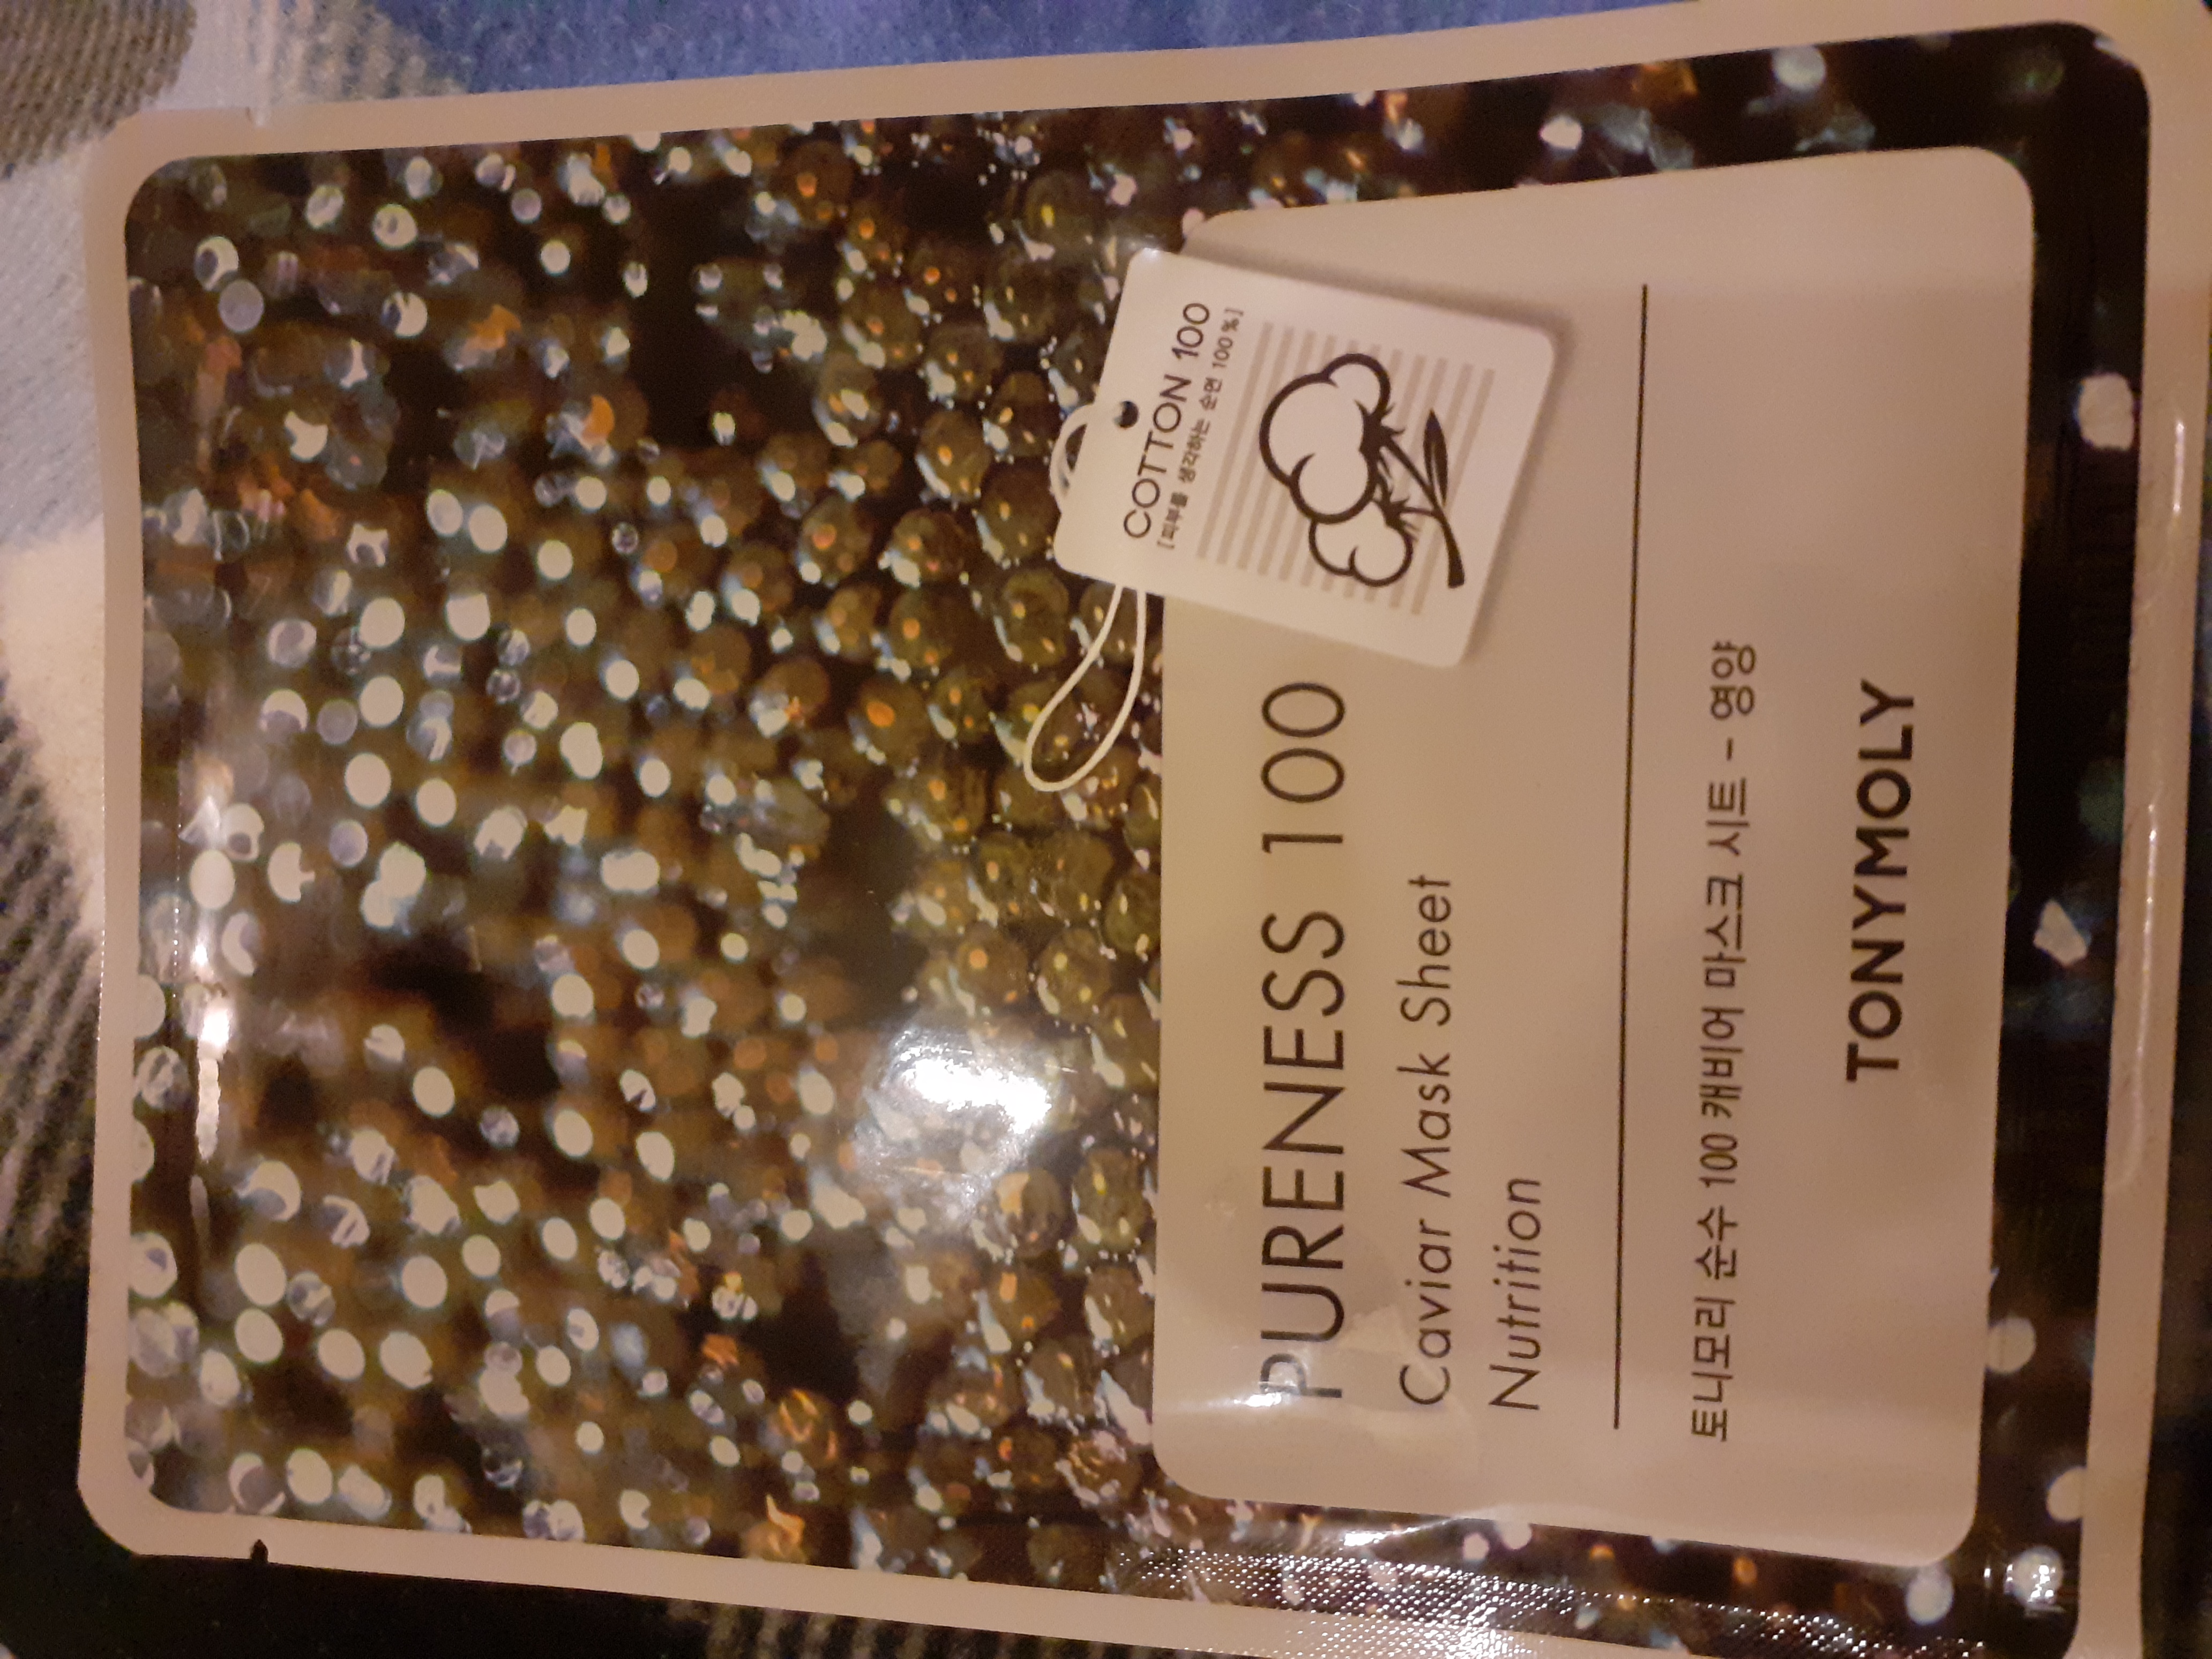 COTTON 100
[피부를 생각하는 순면 100%]
PURENESS 100
Caviar Mask Sheet
Nutrition
토니모리 순수 100 캐비어 마스크 시트 - 영양
TONYMOLY